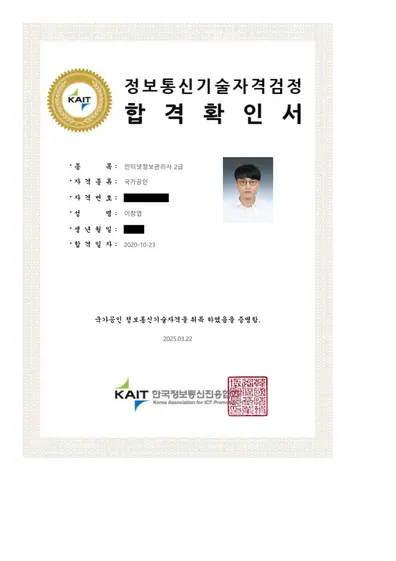 KAIT
정보통신기술자격검정
합격확인서
* 종 목 : 인터넷정보관리사 2급
* 자격종류 : 국가공인
* 자격번호 :
* 성 명 : 이창엽
* 생년월일 :
* 합격일자 : 2020-10-23
국가공인 정보통신기술자격을 취득 하였음을 증명함.
2025.03.22
KAIT 한국정보통신진흥협회
Korea Association for ICT Promotion